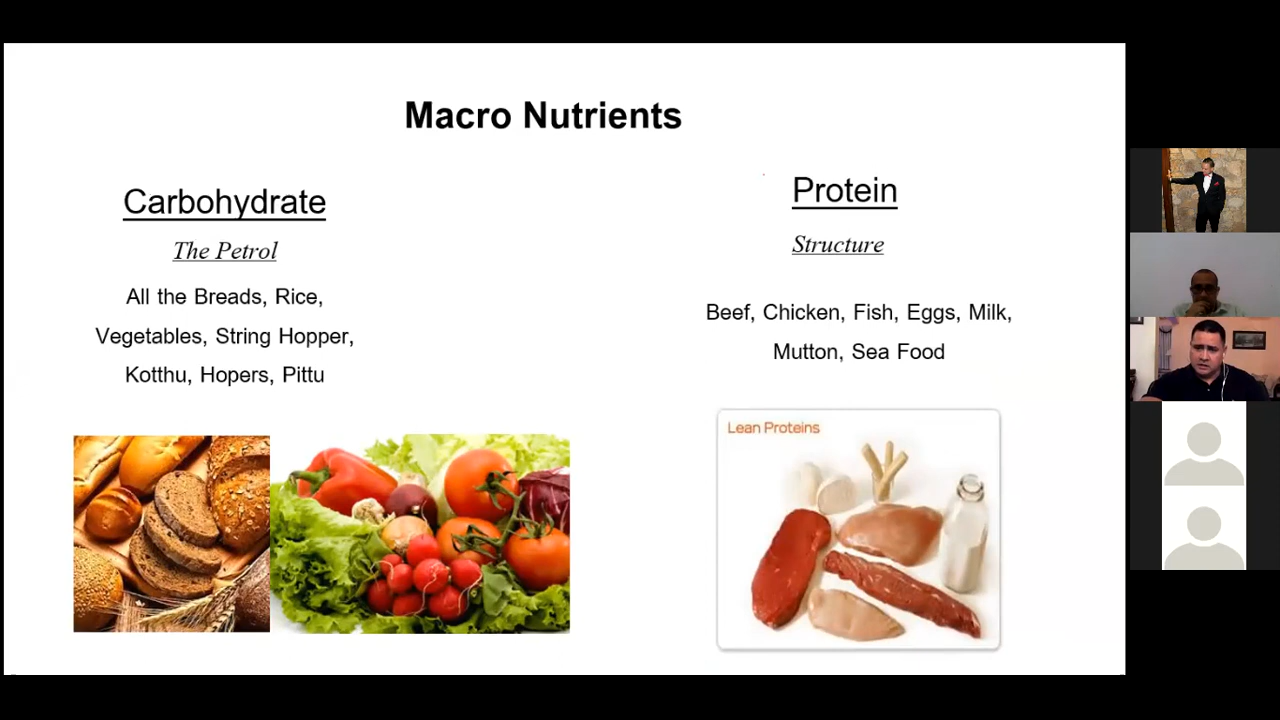 Macro Nutrients
Carbohydrate
The Petrol
All the Breads, Rice,
Vegetables, String Hopper,
Kotthu, Hopers, Pittu
Protein
Structure
Beef, Chicken, Fish, Eggs, Milk,
Mutton, Sea Food
Lean Proteins